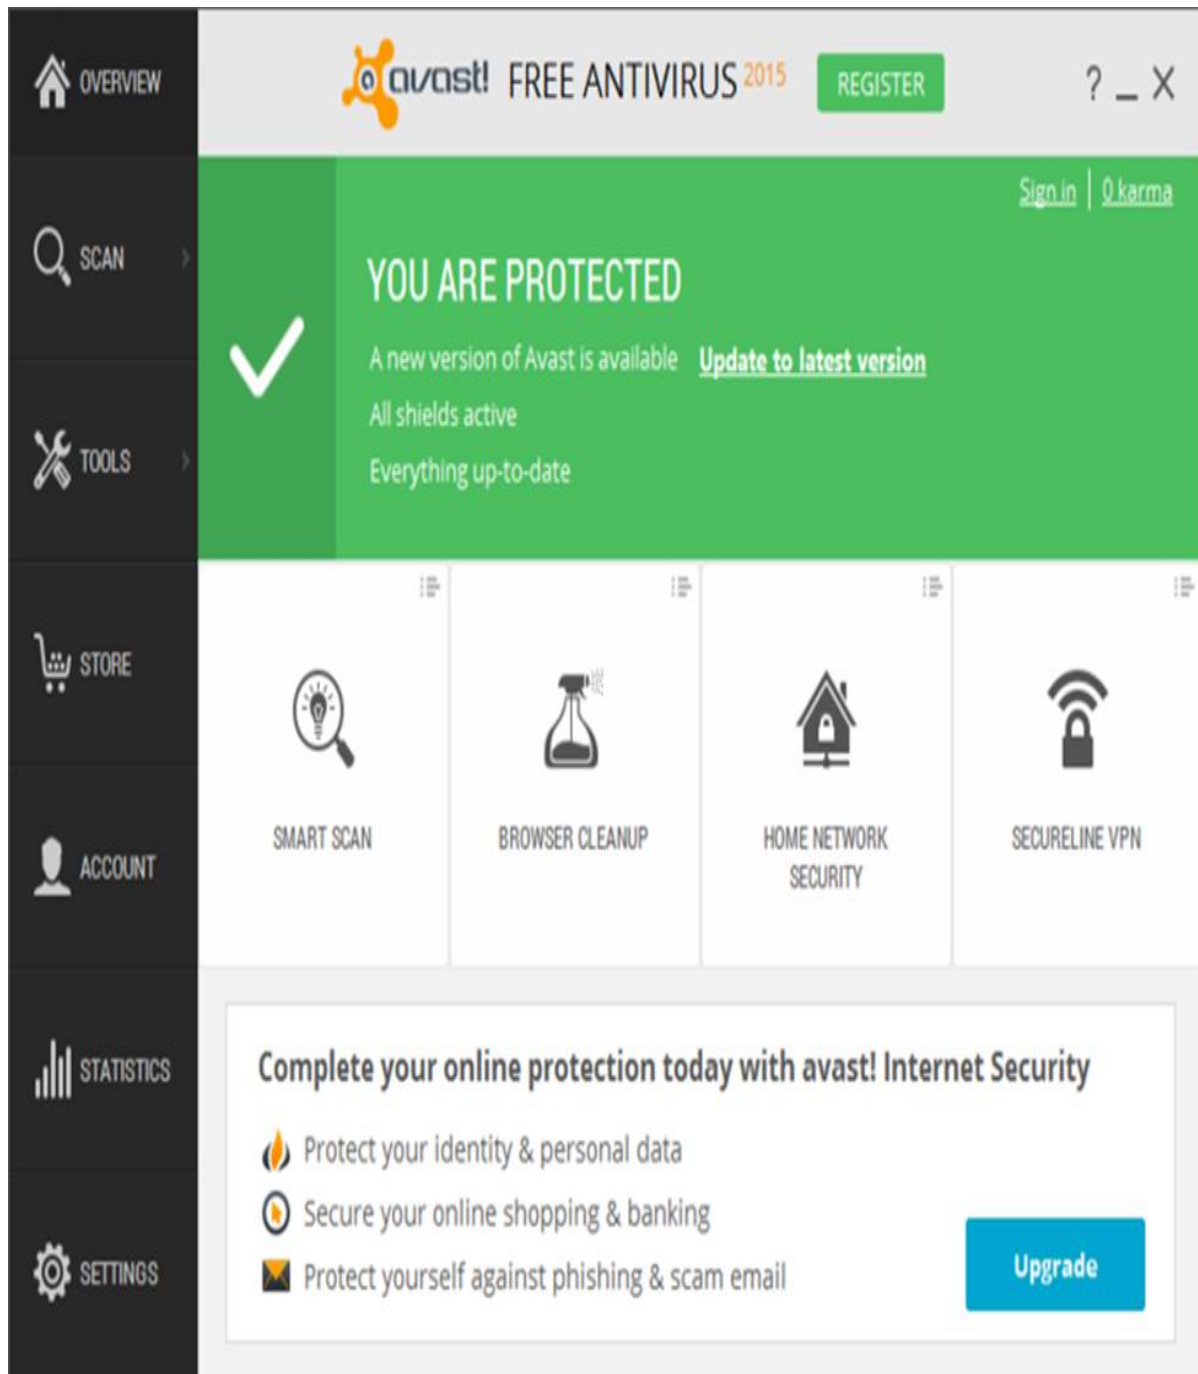 OVERVIEW
avast! FREE ANTIVIRUS 2015
REGISTER
? _ X
SCAN
TOOLS
STORE
ACCOUNT
STATISTICS
SETTINGS
Sign in | 0 karma
YOU ARE PROTECTED
A new version of Avast is available Update to latest version
All shields active
Everything up-to-date
SMART SCAN
BROWSER CLEANUP
HOME NETWORK
SECURITY
SECURELINE VPN
Complete your online protection today with avast! Internet Security
Protect your identity & personal data
Secure your online shopping & banking
Protect yourself against phishing & scam email
Upgrade